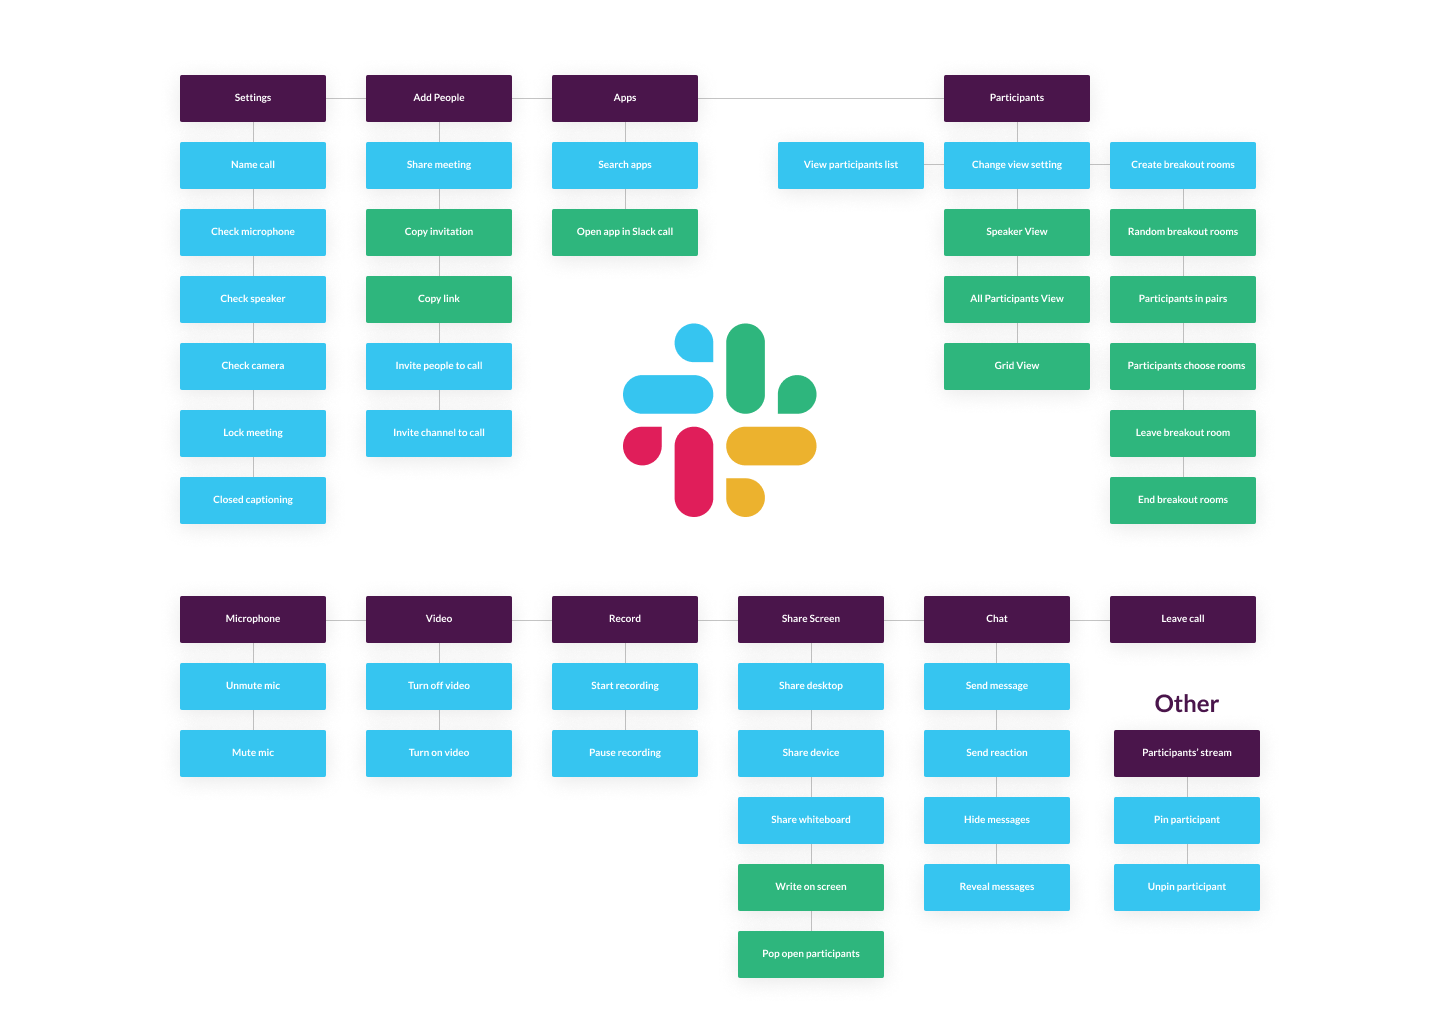 Settings
Add People
Apps
Participants
Name call
Share meeting
Search apps
View participants list
Change view setting
Create breakout rooms
Check microphone
Copy invitation
Open app in Slack call
Speaker View
Random breakout rooms
Check speaker
Copy link
All Participants View
Participants in pairs
Check camera
Invite people to call
Grid View
Participants choose rooms
Lock meeting
Invite channel to call
Leave breakout room
Closed captioning
End breakout rooms
Microphone
Video
Record
Share Screen
Chat
Leave call
Unmute mic
Turn off video
Start recording
Share desktop
Send message
Other
Mute mic
Turn on video
Pause recording
Share device
Send reaction
Participants' stream
Share whiteboard
Hide messages
Pin participant
Write on screen
Reveal messages
Unpin participant
Pop open participants